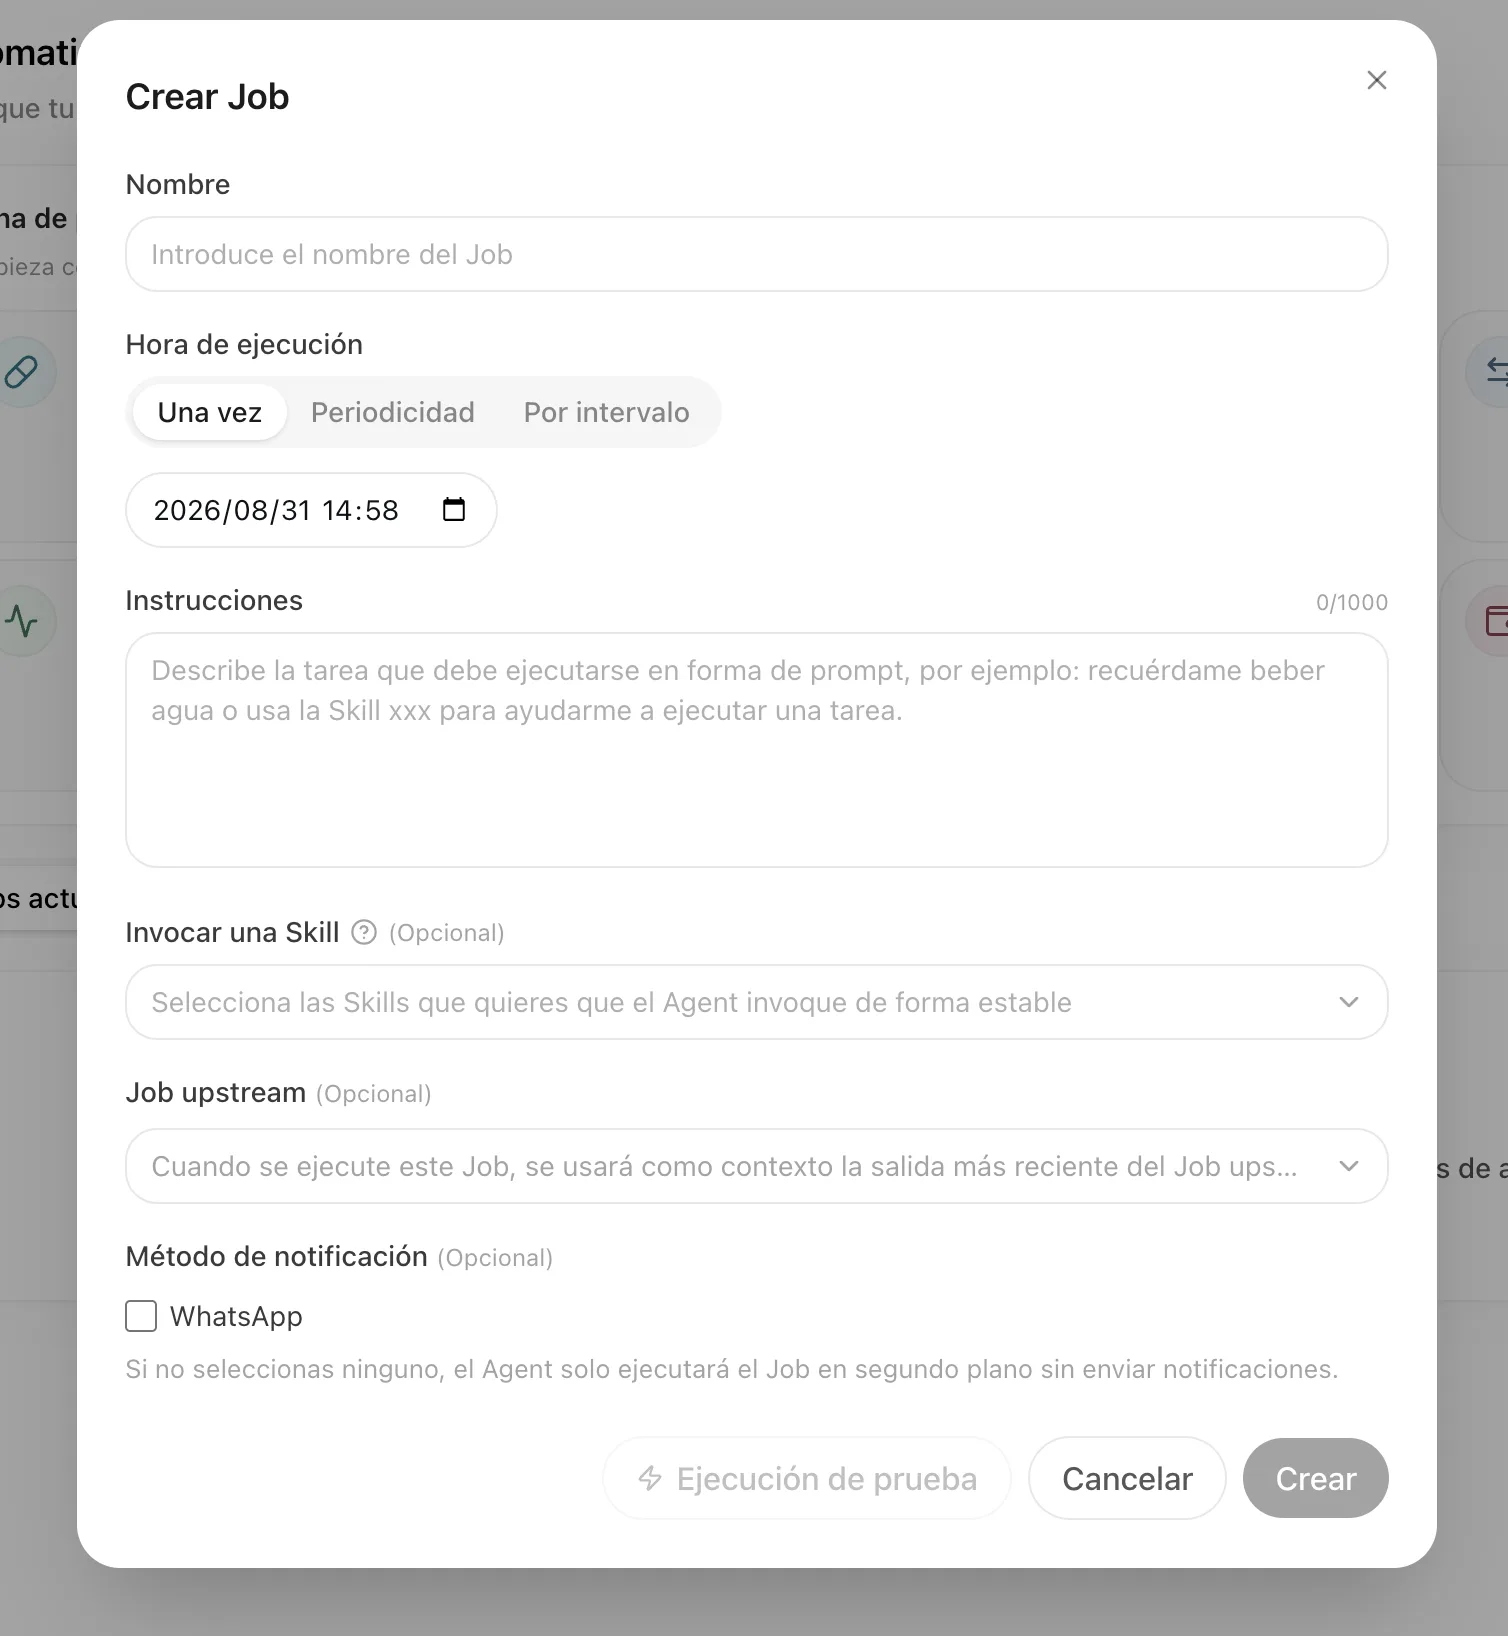 Crear Job
Nombre
Introduce el nombre del Job
Hora de ejecución
Una vez Periodicidad Por intervalo
2026/08/31 14:58
Instrucciones 0/1000
Describe la tarea que debe ejecutarse en forma de prompt, por ejemplo: recuérdame beber
agua o usa la Skill xxx para ayudarme a ejecutar una tarea.
Invocar una Skill (Opcional)
Selecciona las Skills que quieres que el Agent invoque de forma estable
Job upstream (Opcional)
Cuando se ejecute este Job, se usará como contexto la salida más reciente del Job ups...
Método de notificación (Opcional)
WhatsApp
Si no seleccionas ninguno, el Agent solo ejecutará el Job en segundo plano sin enviar notificaciones.
Ejecución de prueba Cancelar Crear
que tu
de
s de